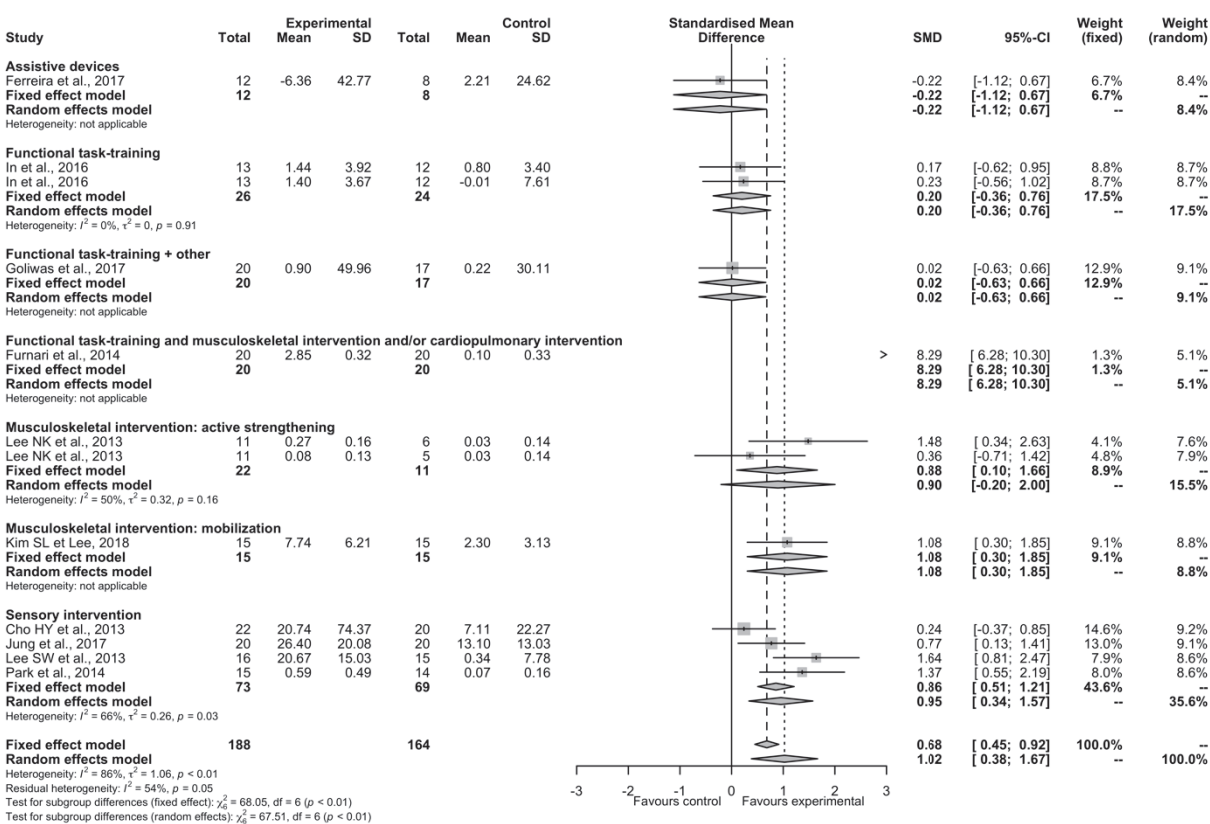 Experimental Control Standardised Mean Weight Weight
Study Total Mean SD Total Mean SD Difference SMD 95%-CI (fixed) (random)
Assistive devices
Ferreira et al., 2017 12 -6.36 42.77 8 2.21 24.62 -0.22 [-1.12; 0.67] 6.7% 8.4%
Fixed effect model 12 8 -0.22 [-1.12; 0.67] 6.7% --
Random effects model -0.22 [-1.12; 0.67] -- 8.4%
Heterogeneity: not applicable
Functional task-training
In et al., 2016 13 1.44 3.92 12 0.80 3.40 0.17 [-0.62; 0.95] 8.8% 8.7%
In et al., 2016 13 1.40 3.67 12 -0.01 7.61 0.23 [-0.56; 1.02] 8.7% 8.7%
Fixed effect model 26 24 0.20 [-0.36; 0.76] 17.5% --
Random effects model 0.20 [-0.36; 0.76] -- 17.5%
Heterogeneity: I² = 0%, τ² = 0, p = 0.91
Functional task-training + other
Goliwas et al., 2017 20 0.90 49.96 17 0.22 30.11 0.02 [-0.63; 0.66] 12.9% 9.1%
Fixed effect model 20 17 0.02 [-0.63; 0.66] 12.9% --
Random effects model 0.02 [-0.63; 0.66] -- 9.1%
Heterogeneity: not applicable
Functional task-training and musculoskeletal intervention and/or cardiopulmonary intervention
Furnari et al., 2014 20 2.85 0.32 20 0.10 0.33 > 8.29 [ 6.28; 10.30] 1.3% 5.1%
Fixed effect model 20 20 8.29 [ 6.28; 10.30] 1.3% --
Random effects model 8.29 [ 6.28; 10.30] -- 5.1%
Heterogeneity: not applicable
Musculoskeletal intervention: active strengthening
Lee NK et al., 2013 11 0.27 0.16 6 0.03 0.14 1.48 [ 0.34; 2.63] 4.1% 7.6%
Lee NK et al., 2013 11 0.08 0.13 5 0.03 0.14 0.36 [-0.71; 1.42] 4.8% 7.9%
Fixed effect model 22 11 0.88 [ 0.10; 1.66] 8.9% --
Random effects model 0.90 [-0.20; 2.00] -- 15.5%
Heterogeneity: I² = 50%, τ² = 0.32, p = 0.16
Musculoskeletal intervention: mobilization
Kim SL et Lee, 2018 15 7.74 6.21 15 2.30 3.13 1.08 [ 0.30; 1.85] 9.1% 8.8%
Fixed effect model 15 15 1.08 [ 0.30; 1.85] 9.1% --
Random effects model 1.08 [ 0.30; 1.85] -- 8.8%
Heterogeneity: not applicable
Sensory intervention
Cho HY et al., 2013 22 20.74 74.37 20 7.11 22.27 0.24 [-0.37; 0.85] 14.6% 9.2%
Jung et al., 2017 20 26.40 20.08 20 13.10 13.03 0.77 [ 0.13; 1.41] 13.0% 9.1%
Lee SW et al., 2013 16 20.67 15.03 15 0.34 7.78 1.64 [ 0.81; 2.47] 7.9% 8.6%
Park et al., 2014 15 0.59 0.49 14 0.07 0.16 1.37 [ 0.55; 2.19] 8.0% 8.6%
Fixed effect model 73 69 0.86 [ 0.51; 1.21] 43.6% --
Random effects model 0.95 [ 0.34; 1.57] -- 35.6%
Heterogeneity: I² = 66%, τ² = 0.26, p = 0.03
Fixed effect model 188 164 0.68 [ 0.45; 0.92] 100.0% --
Random effects model 1.02 [ 0.38; 1.67] -- 100.0%
Heterogeneity: I² = 86%, τ² = 1.06, p < 0.01
Residual heterogeneity: I² = 54%, p = 0.05
-3 -2 -1 0 1 2 3
Favours control Favours experimental
Test for subgroup differences (fixed effect): χ²₆ = 68.05, df = 6 (p < 0.01)
Test for subgroup differences (random effects): χ²₆ = 67.51, df = 6 (p < 0.01)